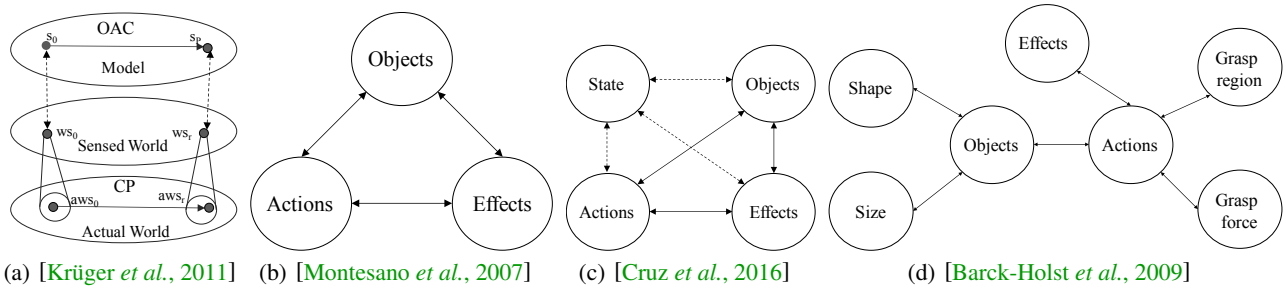 OAC
s0
sP
Model
ws0
wsr
Sensed World
CP
aws0
awsr
Actual World
(a) [Krüger et al., 2011]
Objects
Actions
Effects
(b) [Montesano et al., 2007]
State
Objects
Actions
Effects
(c) [Cruz et al., 2016]
Effects
Grasp
region
Shape
Objects
Actions
Size
Grasp
force
(d) [Barck-Holst et al., 2009]